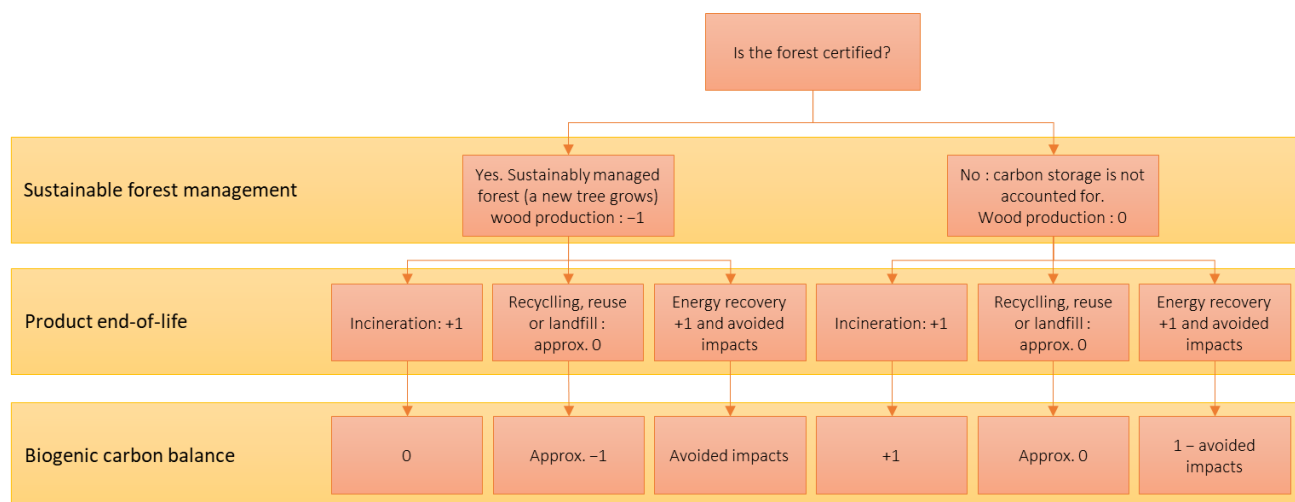 Is the forest certified?
Sustainable forest management
Yes. Sustainably managed
forest (a new tree grows)
wood production : −1
No : carbon storage is not
accounted for.
Wood production : 0
Product end-of-life
Incineration: +1
Recyclling, reuse
or landfill :
approx. 0
Energy recovery
+1 and avoided
impacts
Incineration: +1
Recyclling, reuse
or landfill :
approx. 0
Energy recovery
+1 and avoided
impacts
Biogenic carbon balance
0
Approx. −1
Avoided impacts
+1
Approx. 0
1 – avoided
impacts